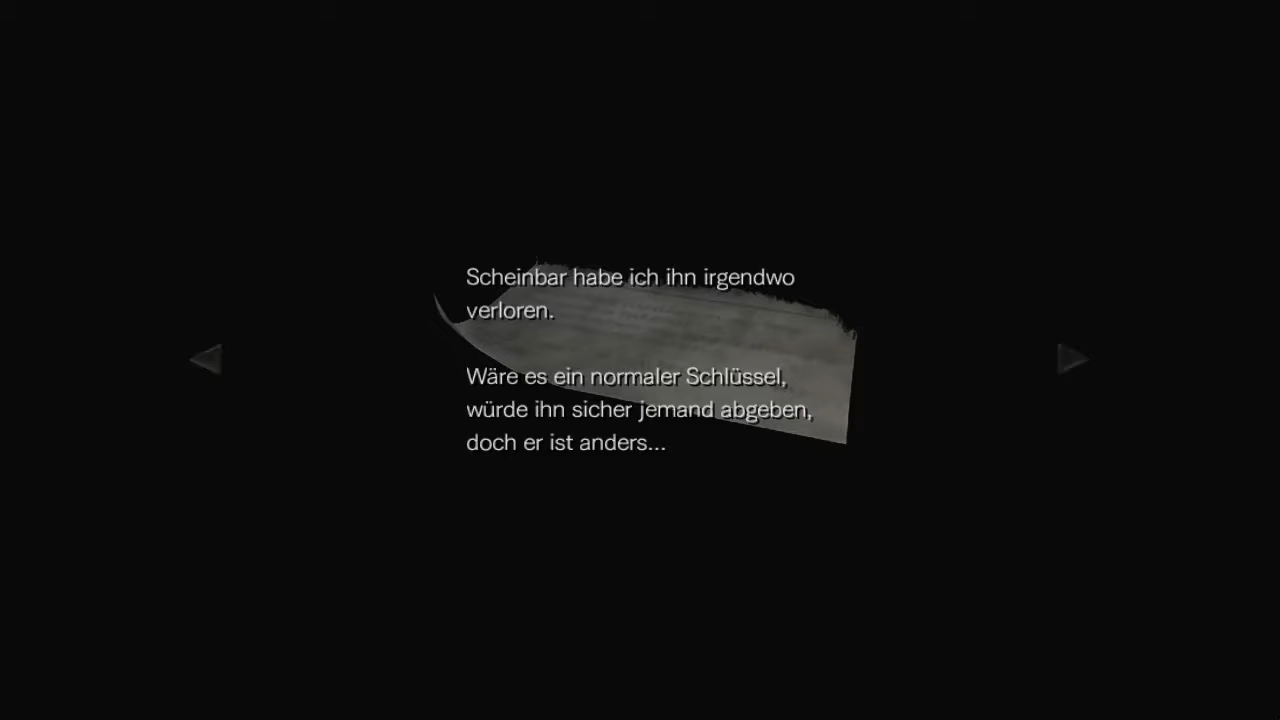 Scheinbar habe ich ihn irgendwo
verloren.
Wäre es ein normaler Schlüssel,
würde ihn sicher jemand abgeben,
doch er ist anders...